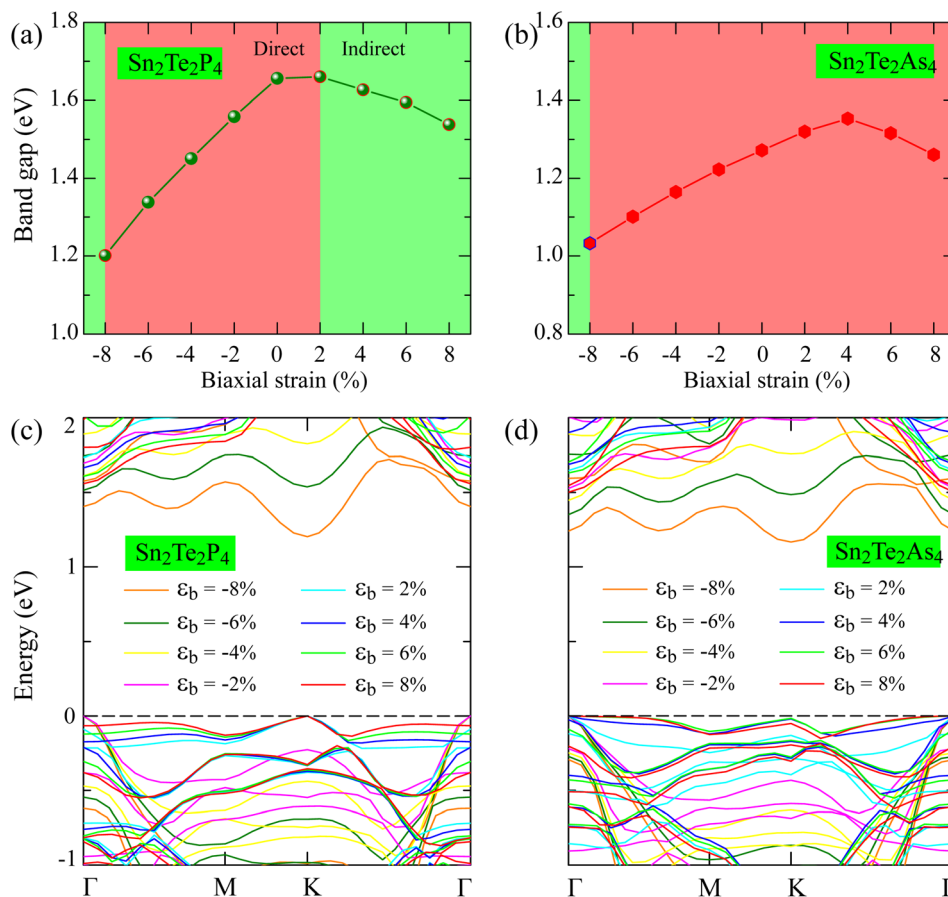 (a)
1.8
1.6
1.4
1.2
1.0
Band gap (eV)
Sn2Te2P4
Direct
Indirect
-8 -6 -4 -2 0 2 4 6 8
Biaxial strain (%)
(b)
1.6
1.4
1.2
1.0
0.8
Sn2Te2As4
-8 -6 -4 -2 0 2 4 6 8
Biaxial strain (%)
(c)
2
1
0
-1
Energy (eV)
Sn2Te2P4
εb = -8%
εb = 2%
εb = -6%
εb = 4%
εb = -4%
εb = 6%
εb = -2%
εb = 8%
Γ M K Γ
(d)
Sn2Te2As4
εb = -8%
εb = 2%
εb = -6%
εb = 4%
εb = -4%
εb = 6%
εb = -2%
εb = 8%
Γ M K